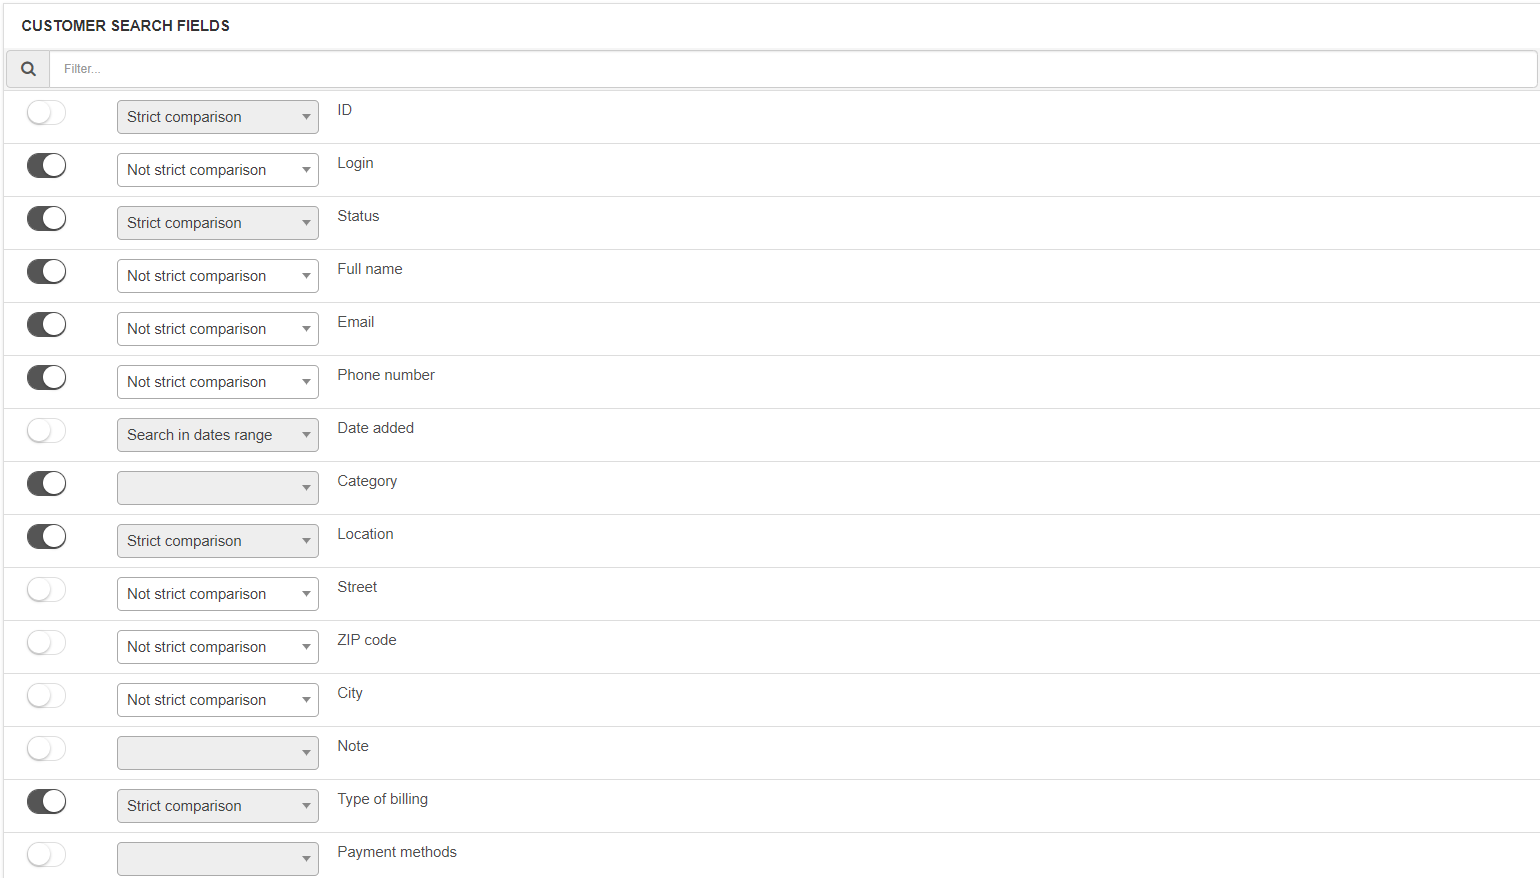 CUSTOMER SEARCH FIELDS
Filter...
Strict comparison ID
Not strict comparison Login
Strict comparison Status
Not strict comparison Full name
Not strict comparison Email
Not strict comparison Phone number
Search in dates range Date added
Category
Strict comparison Location
Not strict comparison Street
Not strict comparison ZIP code
Not strict comparison City
Note
Strict comparison Type of billing
Payment methods